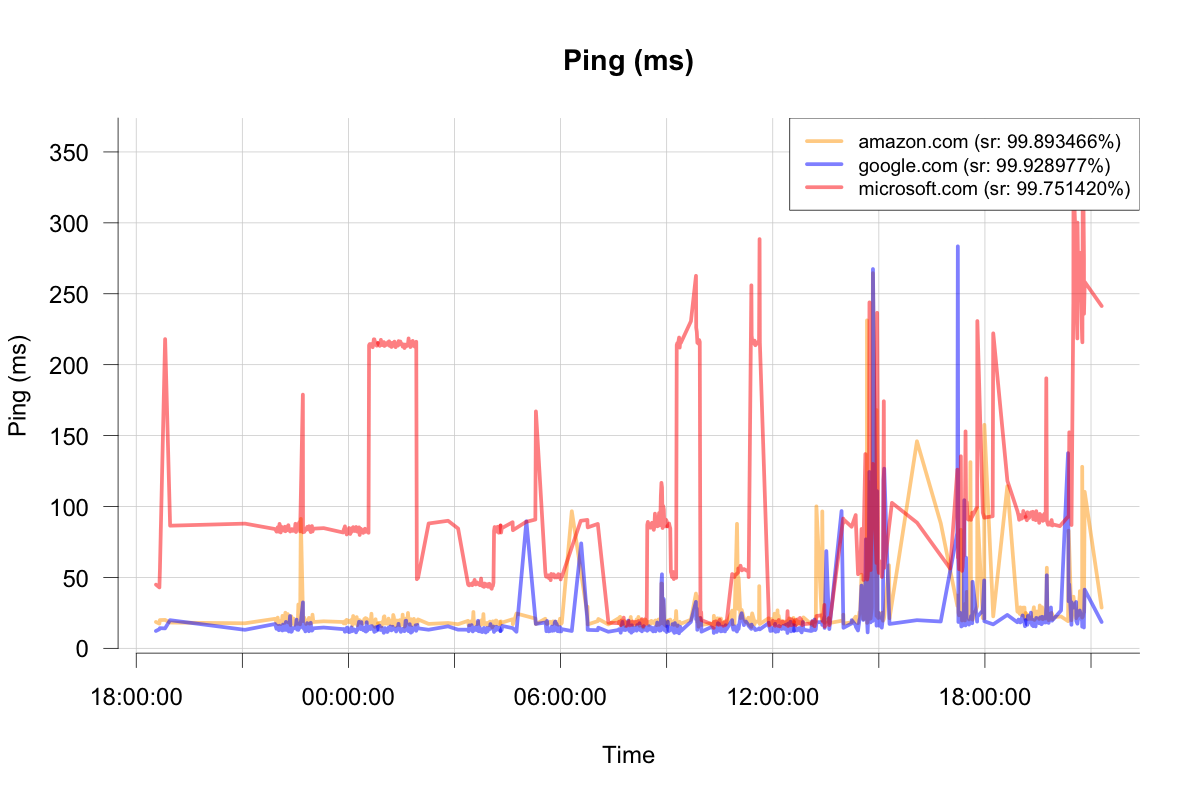 Ping (ms)
amazon.com (sr: 99.893466%)
google.com (sr: 99.928977%)
microsoft.com (sr: 99.751420%)
350
300
250
200
150
100
50
0
Ping (ms)
18:00:00 00:00:00 06:00:00 12:00:00 18:00:00
Time